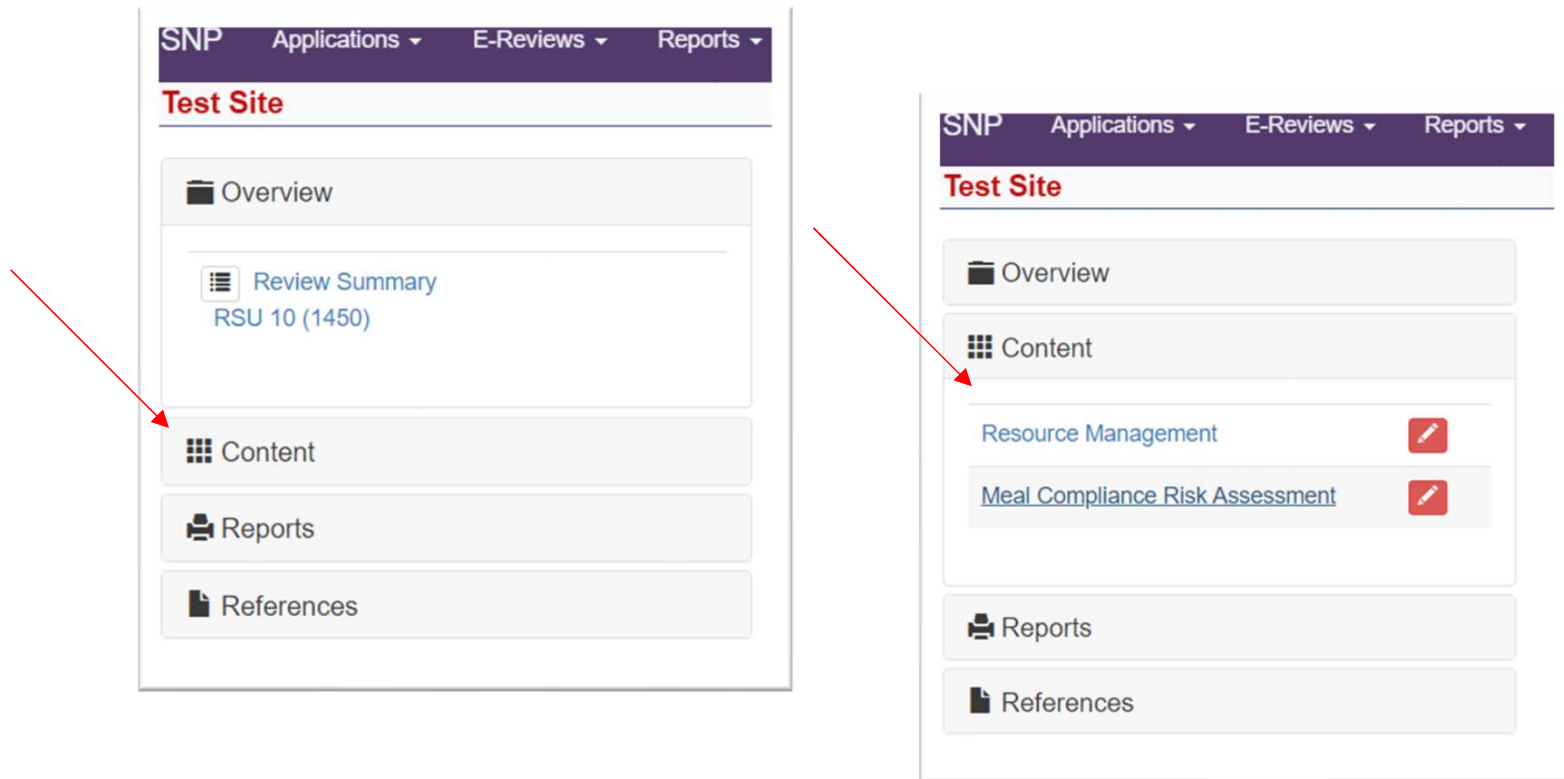 SNP Applications E-Reviews Reports
Test Site
Overview
Review Summary
RSU 10 (1450)
Content
Reports
References
SNP Applications E-Reviews Reports
Test Site
Overview
Content
Resource Management
Meal Compliance Risk Assessment
Reports
References